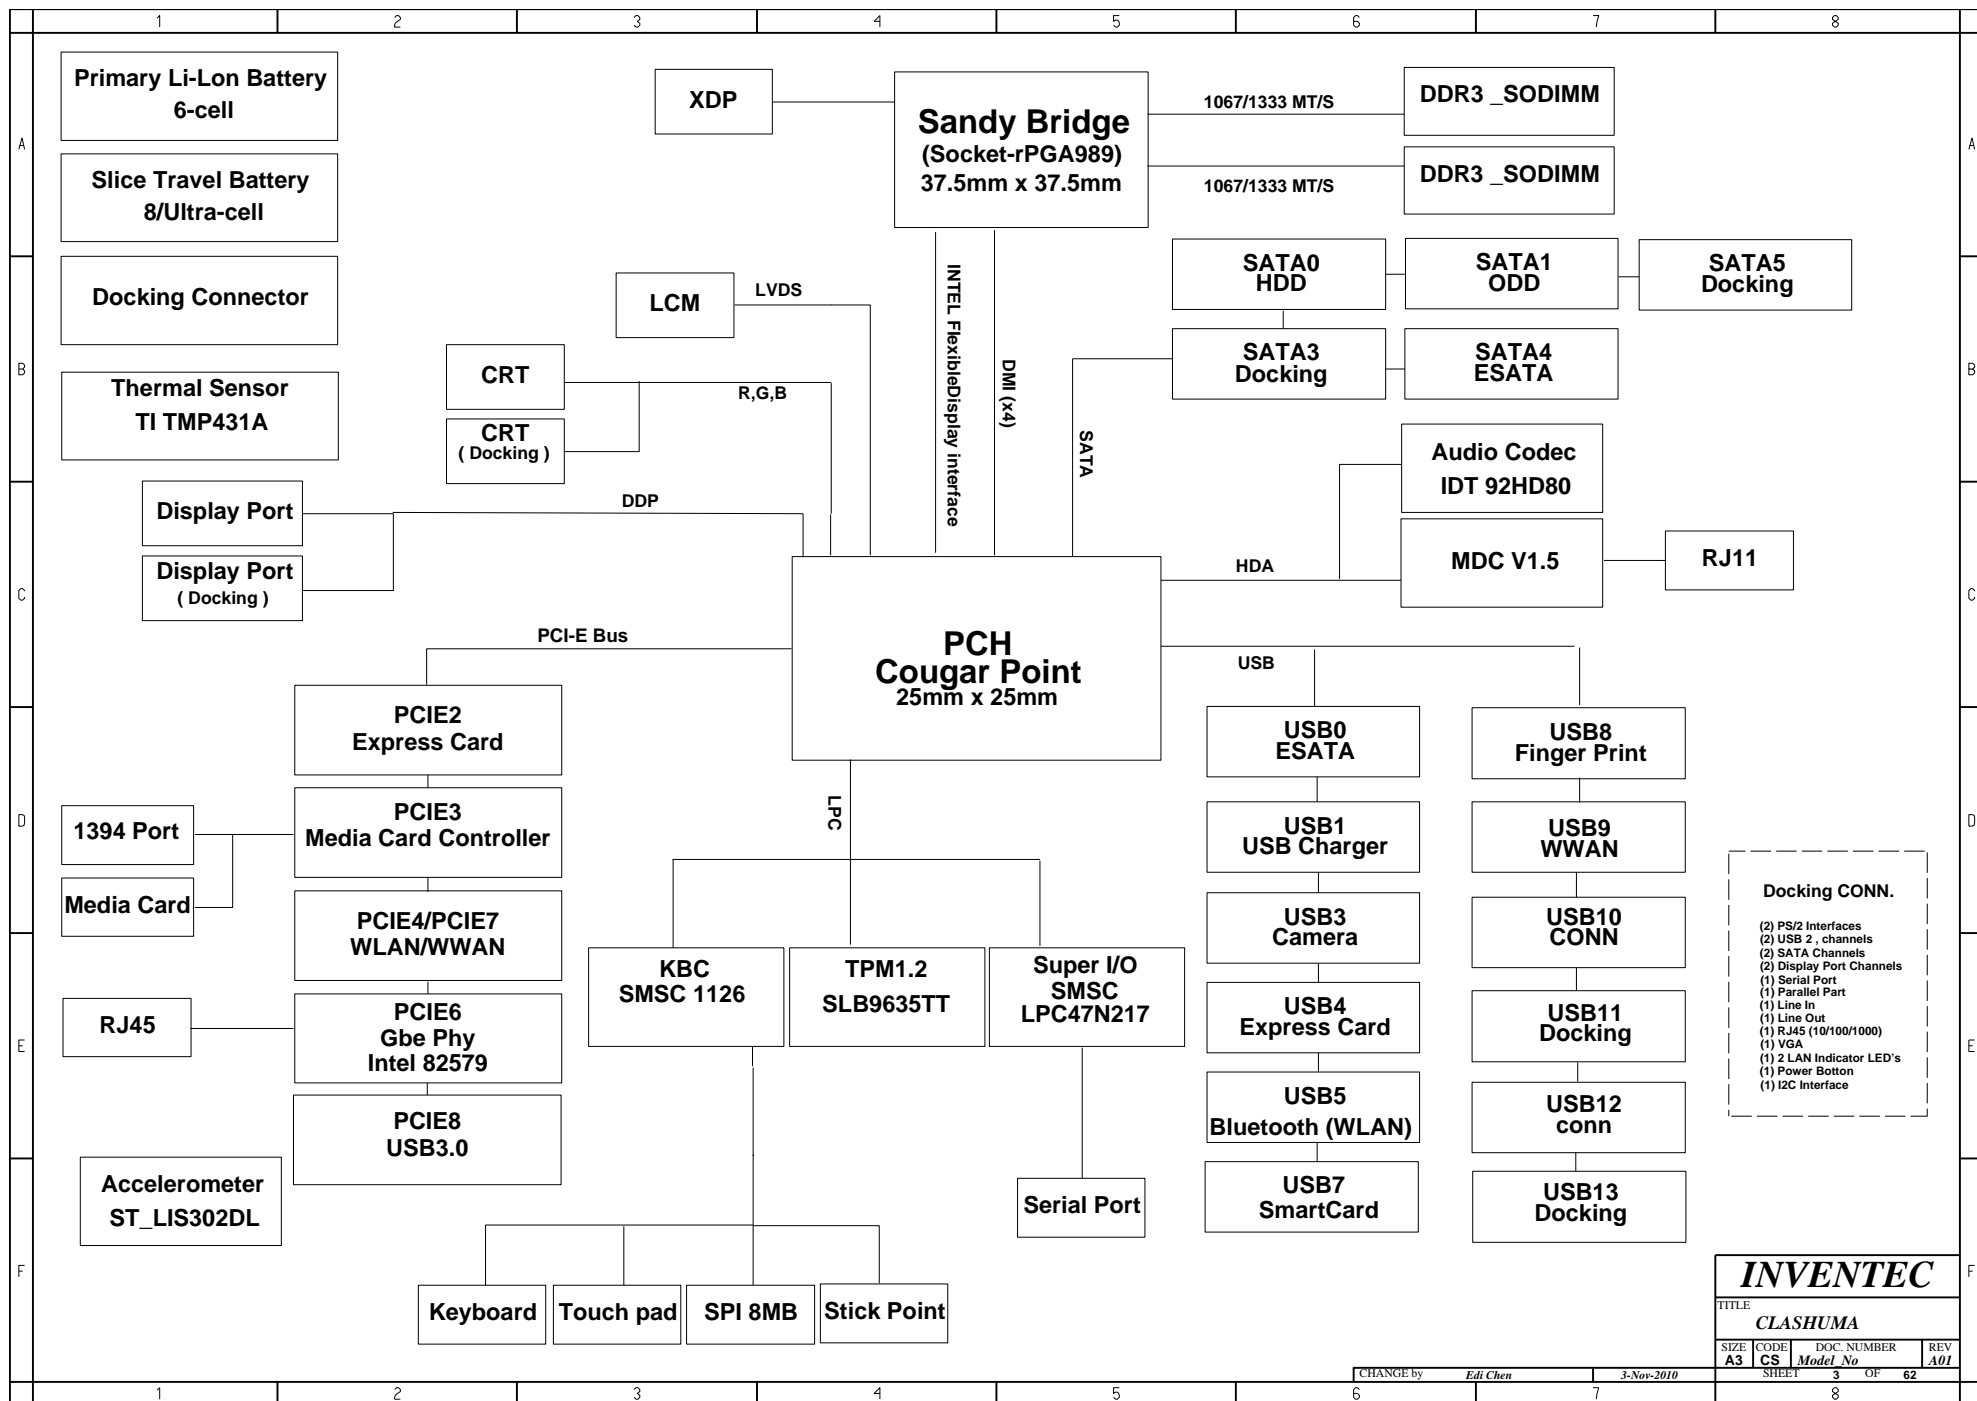 1 2 3 4 5 6 7 8
A
B
C
D
E
F
Primary Li-Lon Battery
6-cell
Slice Travel Battery
8/Ultra-cell
Docking Connector
Thermal Sensor
TI TMP431A
XDP
Sandy Bridge
(Socket-rPGA989)
37.5mm x 37.5mm
1067/1333 MT/S
DDR3 _SODIMM
1067/1333 MT/S
DDR3 _SODIMM
LCM
LVDS
CRT
R,G,B
CRT
( Docking )
INTEL FlexibleDisplay interface
DMI (x4)
SATA
SATA0
HDD
SATA1
ODD
SATA5
Docking
SATA3
Docking
SATA4
ESATA
Display Port
DDP
Display Port
( Docking )
Audio Codec
IDT 92HD80
HDA
MDC V1.5
RJ11
PCH
Cougar Point
25mm x 25mm
PCI-E Bus
USB
PCIE2
Express Card
PCIE3
Media Card Controller
1394 Port
Media Card
PCIE4/PCIE7
WLAN/WWAN
RJ45
PCIE6
Gbe Phy
Intel 82579
PCIE8
USB3.0
Accelerometer
ST_LIS302DL
LPC
KBC
SMSC 1126
TPM1.2
SLB9635TT
Super I/O
SMSC
LPC47N217
Serial Port
Keyboard
Touch pad
SPI 8MB
Stick Point
USB0
ESATA
USB1
USB Charger
USB3
Camera
USB4
Express Card
USB5
Bluetooth (WLAN)
USB7
SmartCard
USB8
Finger Print
USB9
WWAN
USB10
CONN
USB11
Docking
USB12
conn
USB13
Docking
Docking CONN.
(2) PS/2 Interfaces
(2) USB 2 , channels
(2) SATA Channels
(2) Display Port Channels
(1) Serial Port
(1) Parallel Part
(1) Line In
(1) Line Out
(1) RJ45 (10/100/1000)
(1) VGA
(1) 2 LAN Indicator LED's
(1) Power Botton
(1) I2C Interface
INVENTEC
TITLE
CLASHUMA
SIZE CODE DOC. NUMBER REV
A3 CS Model_No A01
CHANGE by Edi Chen 3-Nov-2010 SHEET 3 OF 62
A
B
C
D
E
F
1 2 3 4 5 6 7 8